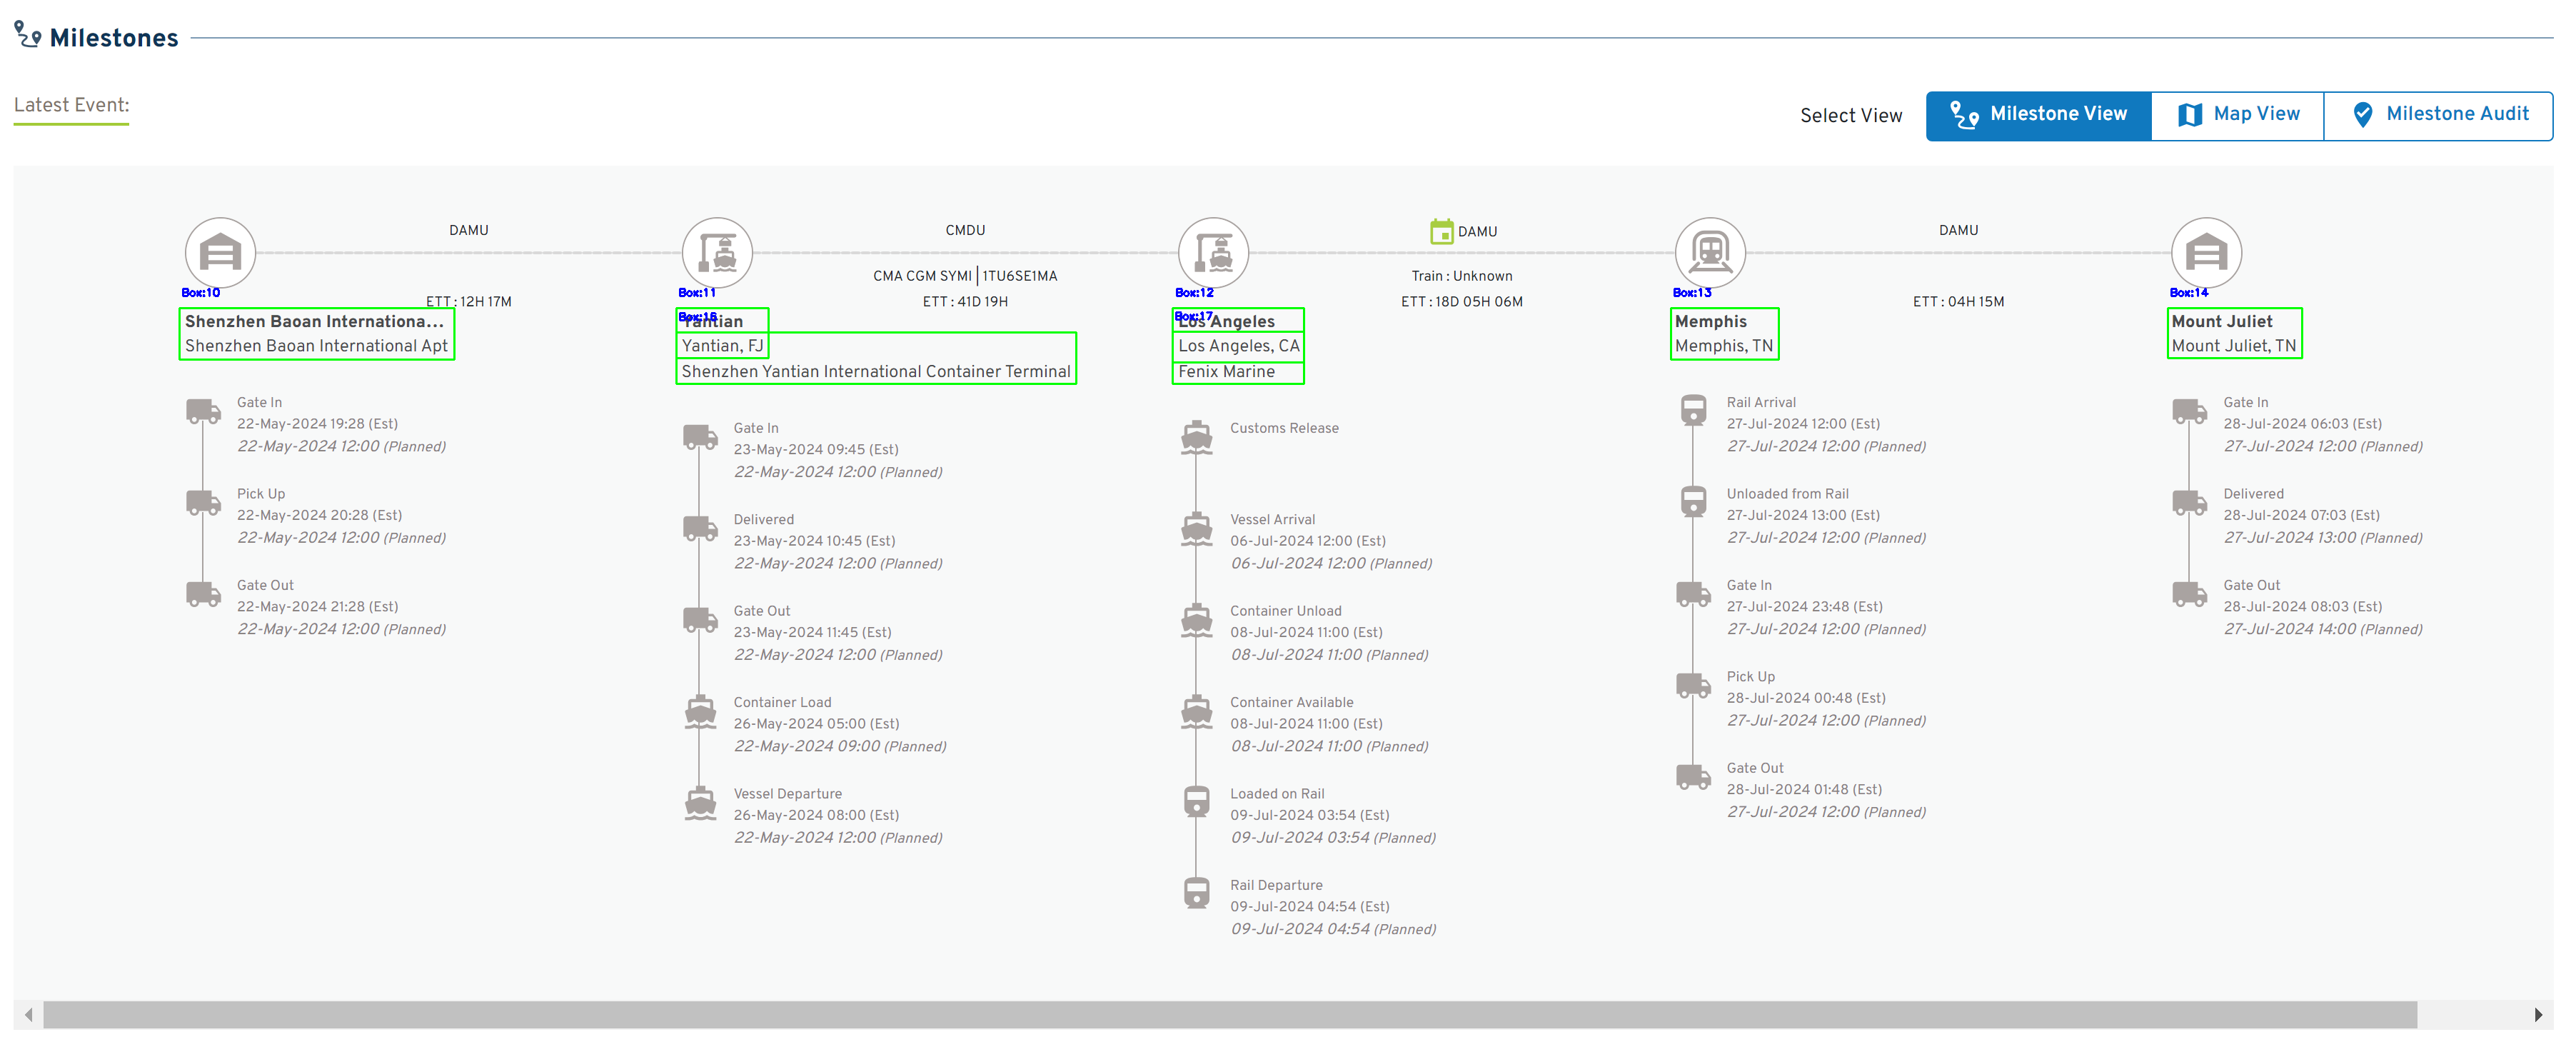 Milestones
Latest Event:
Select View
Milestone View
Map View
Milestone Audit
DAMU
ETT : 12H 17M
CMDU
CMA CGM SYMI | 1TU6SE1MA
ETT : 41D 19H
DAMU
Train : Unknown
ETT : 18D 05H 06M
DAMU
ETT : 04H 15M
Box:10
Shenzhen Baoan Internationa...
Shenzhen Baoan International Apt
Gate In
22-May-2024 19:28 (Est)
22-May-2024 12:00 (Planned)
Pick Up
22-May-2024 20:28 (Est)
22-May-2024 12:00 (Planned)
Gate Out
22-May-2024 21:28 (Est)
22-May-2024 12:00 (Planned)
Box:11
Yantian
Yantian, FJ
Shenzhen Yantian International Container Terminal
Gate In
23-May-2024 09:45 (Est)
22-May-2024 12:00 (Planned)
Delivered
23-May-2024 10:45 (Est)
22-May-2024 12:00 (Planned)
Gate Out
23-May-2024 11:45 (Est)
22-May-2024 12:00 (Planned)
Container Load
26-May-2024 05:00 (Est)
22-May-2024 09:00 (Planned)
Vessel Departure
26-May-2024 08:00 (Est)
22-May-2024 12:00 (Planned)
Box:12
Box:17
Los Angeles
Los Angeles, CA
Fenix Marine
Customs Release
Vessel Arrival
06-Jul-2024 12:00 (Est)
06-Jul-2024 12:00 (Planned)
Container Unload
08-Jul-2024 11:00 (Est)
08-Jul-2024 11:00 (Planned)
Container Available
08-Jul-2024 11:00 (Est)
08-Jul-2024 11:00 (Planned)
Loaded on Rail
09-Jul-2024 03:54 (Est)
09-Jul-2024 03:54 (Planned)
Rail Departure
09-Jul-2024 04:54 (Est)
09-Jul-2024 04:54 (Planned)
Box:13
Memphis
Memphis, TN
Rail Arrival
27-Jul-2024 12:00 (Est)
27-Jul-2024 12:00 (Planned)
Unloaded from Rail
27-Jul-2024 13:00 (Est)
27-Jul-2024 12:00 (Planned)
Gate In
27-Jul-2024 23:48 (Est)
27-Jul-2024 12:00 (Planned)
Pick Up
28-Jul-2024 00:48 (Est)
27-Jul-2024 12:00 (Planned)
Gate Out
28-Jul-2024 01:48 (Est)
27-Jul-2024 12:00 (Planned)
Box:14
Mount Juliet
Mount Juliet, TN
Gate In
28-Jul-2024 06:03 (Est)
27-Jul-2024 12:00 (Planned)
Delivered
28-Jul-2024 07:03 (Est)
27-Jul-2024 13:00 (Planned)
Gate Out
28-Jul-2024 08:03 (Est)
27-Jul-2024 14:00 (Planned)